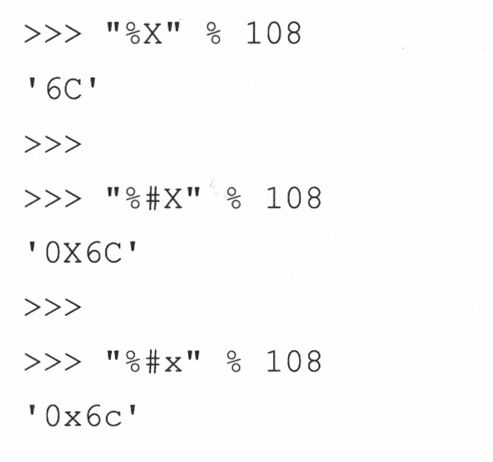 >>> "%X" % 108
'6C'
>>>
>>> "%#X" % 108
'0X6C'
>>>
>>> "%#x" % 108
'0x6c'